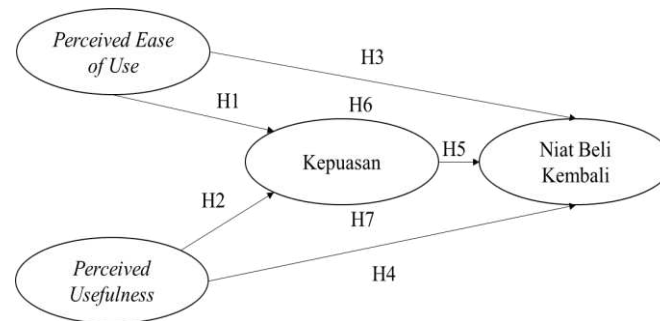 Perceived Ease
of Use
H3
H1
H6
Kepuasan
H5
Niat Beli
Kembali
H2
H7
Perceived
Usefulness
H4